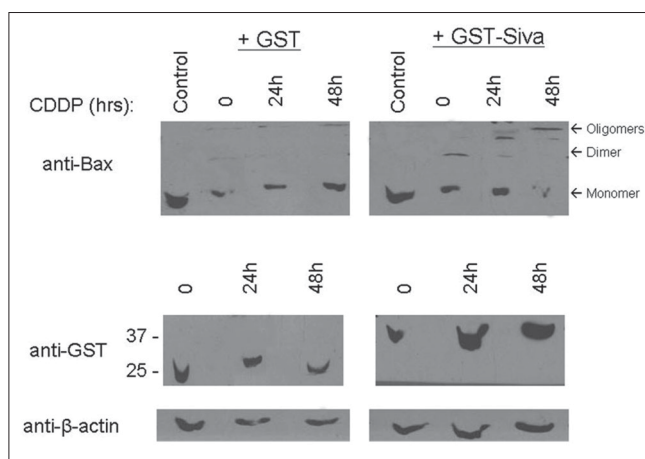 + GST
+ GST-Siva
CDDP (hrs):
Control
0
24h
48h
Control
0
24h
48h
anti-Bax
← Oligomers
← Dimer
← Monomer
0
24h
48h
0
24h
48h
anti-GST
37 -
25 -
anti-β-actin